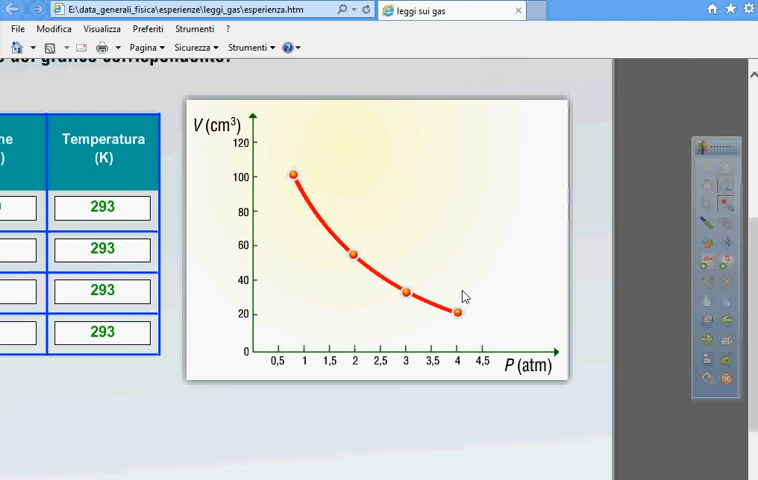 E:\data_generali_fisica\esperienze\leggi_gas\esperienza.htm
leggi sui gas
File Modifica Visualizza Preferiti Strumenti ?
Pagina Sicurezza Strumenti
Temperatura
(K)
293
293
293
293
V (cm³)
120
100
80
60
40
20
0
0,5 1 1,5 2 2,5 3 3,5 4 4,5
P (atm)